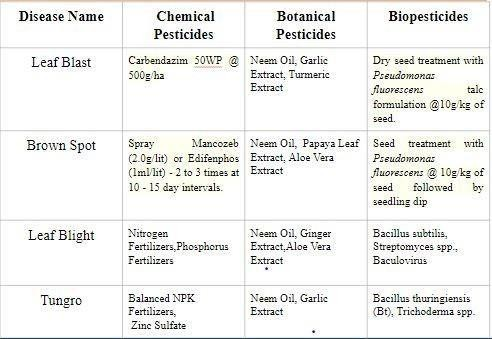 Disease Name
Chemical
Pesticides
Botanical
Pesticides
Biopesticides
Leaf Blast
Carbendazim 50WP @
500g/ha
Neem Oil, Garlic
Extract, Turmeric
Extract
Dry seed treatment with
Pseudomonas
fluorescens talc
formulation @10g/kg of
seed.
Brown Spot
Spray Mancozeb
(2.0g/lit) or Edifenphos
(1ml/lit) - 2 to 3 times at
10 - 15 day intervals.
Neem Oil, Papaya Leaf
Extract, Aloe Vera
Extract
Seed treatment with
Pseudomonas
fluorescens @ 10g/kg of
seed followed by
seedling dip
Leaf Blight
Nitrogen
Fertilizers,Phosphorus
Fertilizers
Neem Oil, Ginger
Extract,Aloe Vera
Extract
Bacillus subtilis,
Streptomyces spp.,
Baculovirus
Tungro
Balanced NPK
Fertilizers,
Zinc Sulfate
Neem Oil, Garlic
Extract
Bacillus thuringiensis
(Bt), Trichoderma spp.